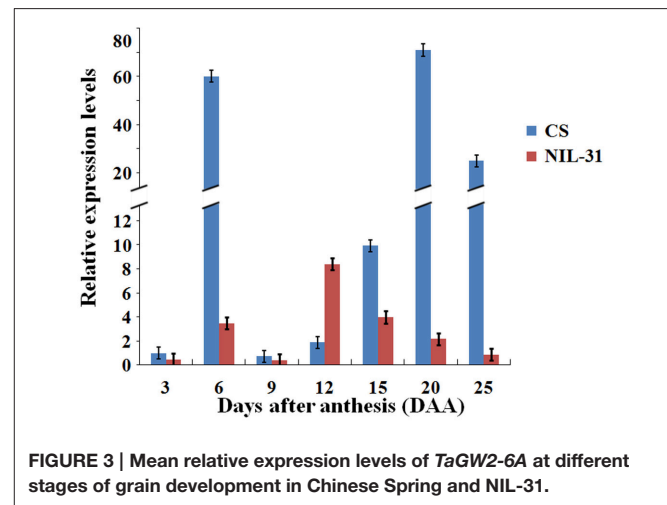 80
60
40
20
12
10
8
6
4
2
0
Relative expression levels
CS
NIL-31
3 6 9 12 15 20 25
Days after anthesis (DAA)
FIGURE 3 | Mean relative expression levels of TaGW2-6A at different
stages of grain development in Chinese Spring and NIL-31.